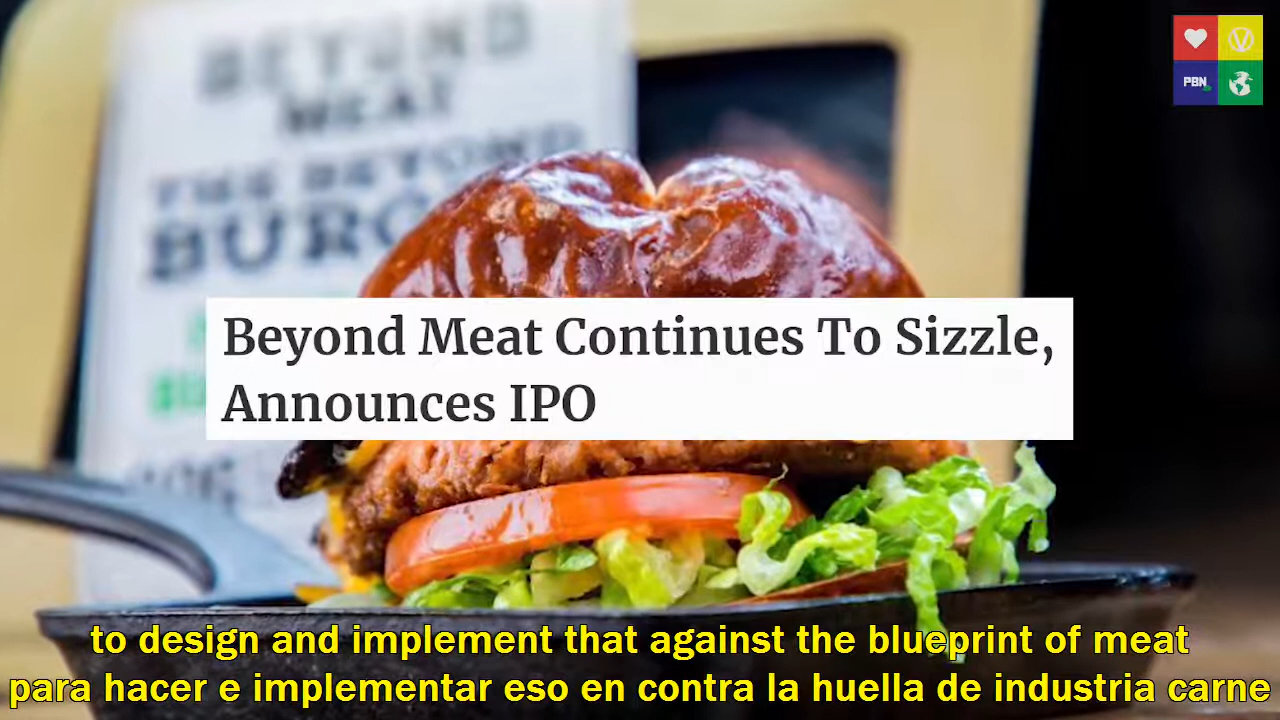 BEYOND
MEAT
THE BEYOND
BURG
PBN
Beyond Meat Continues To Sizzle,
Announces IPO
to design and implement that against the blueprint of meat
para hacer e implementar eso en contra la huella de industria carne